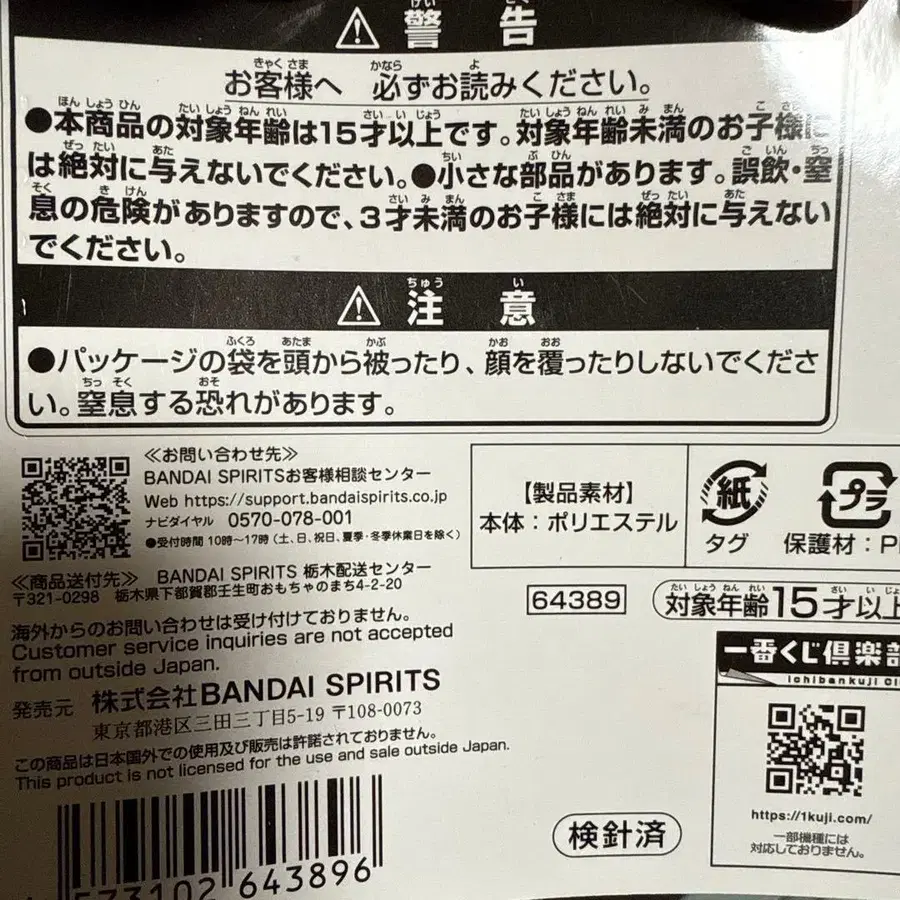 警告
お客様へ 必ずお読みください。
●本商品の対象年齢は15才以上です。対象年齢未満のお子様に
は絶対に与えないでください。●小さな部品があります。誤飲・窒
息の危険がありますので、3才未満のお子様には絶対に与えない
でください。
注意
●パッケージの袋を頭から被ったり、顔を覆ったりしないでくださ
い。窒息する恐れがあります。
≪お問い合わせ先≫
BANDAI SPIRITSお客様相談センター
Web https://support.bandaispirits.co.jp
ナビダイヤル 0570-078-001
●受付時間 10時～17時 (土、日、祝日、夏季・冬季休業日を除く)
≪商品送付先≫ BANDAI SPIRITS 栃木配送センター
〒321-0298 栃木県下都賀郡壬生町おもちゃのまち4-2-20
海外からのお問い合わせは受け付けておりません。
Customer service inquiries are not accepted
from outside Japan.
発売元 株式会社BANDAI SPIRITS
東京都港区三田三丁目5-19 〒108-0073
この商品は日本国外での使用及び販売は許諾されておりません。
This product is not licensed for the use and sale outside Japan.
573102 643896
【製品素材】
本体：ポリエステル
紙
タグ
プラ
保護材：P
64389
対象年齢15才以上
一番くじ倶楽部
ichibankuji Cl
https://1kuji.com/
一部機種には
対応しておりません。
検針済